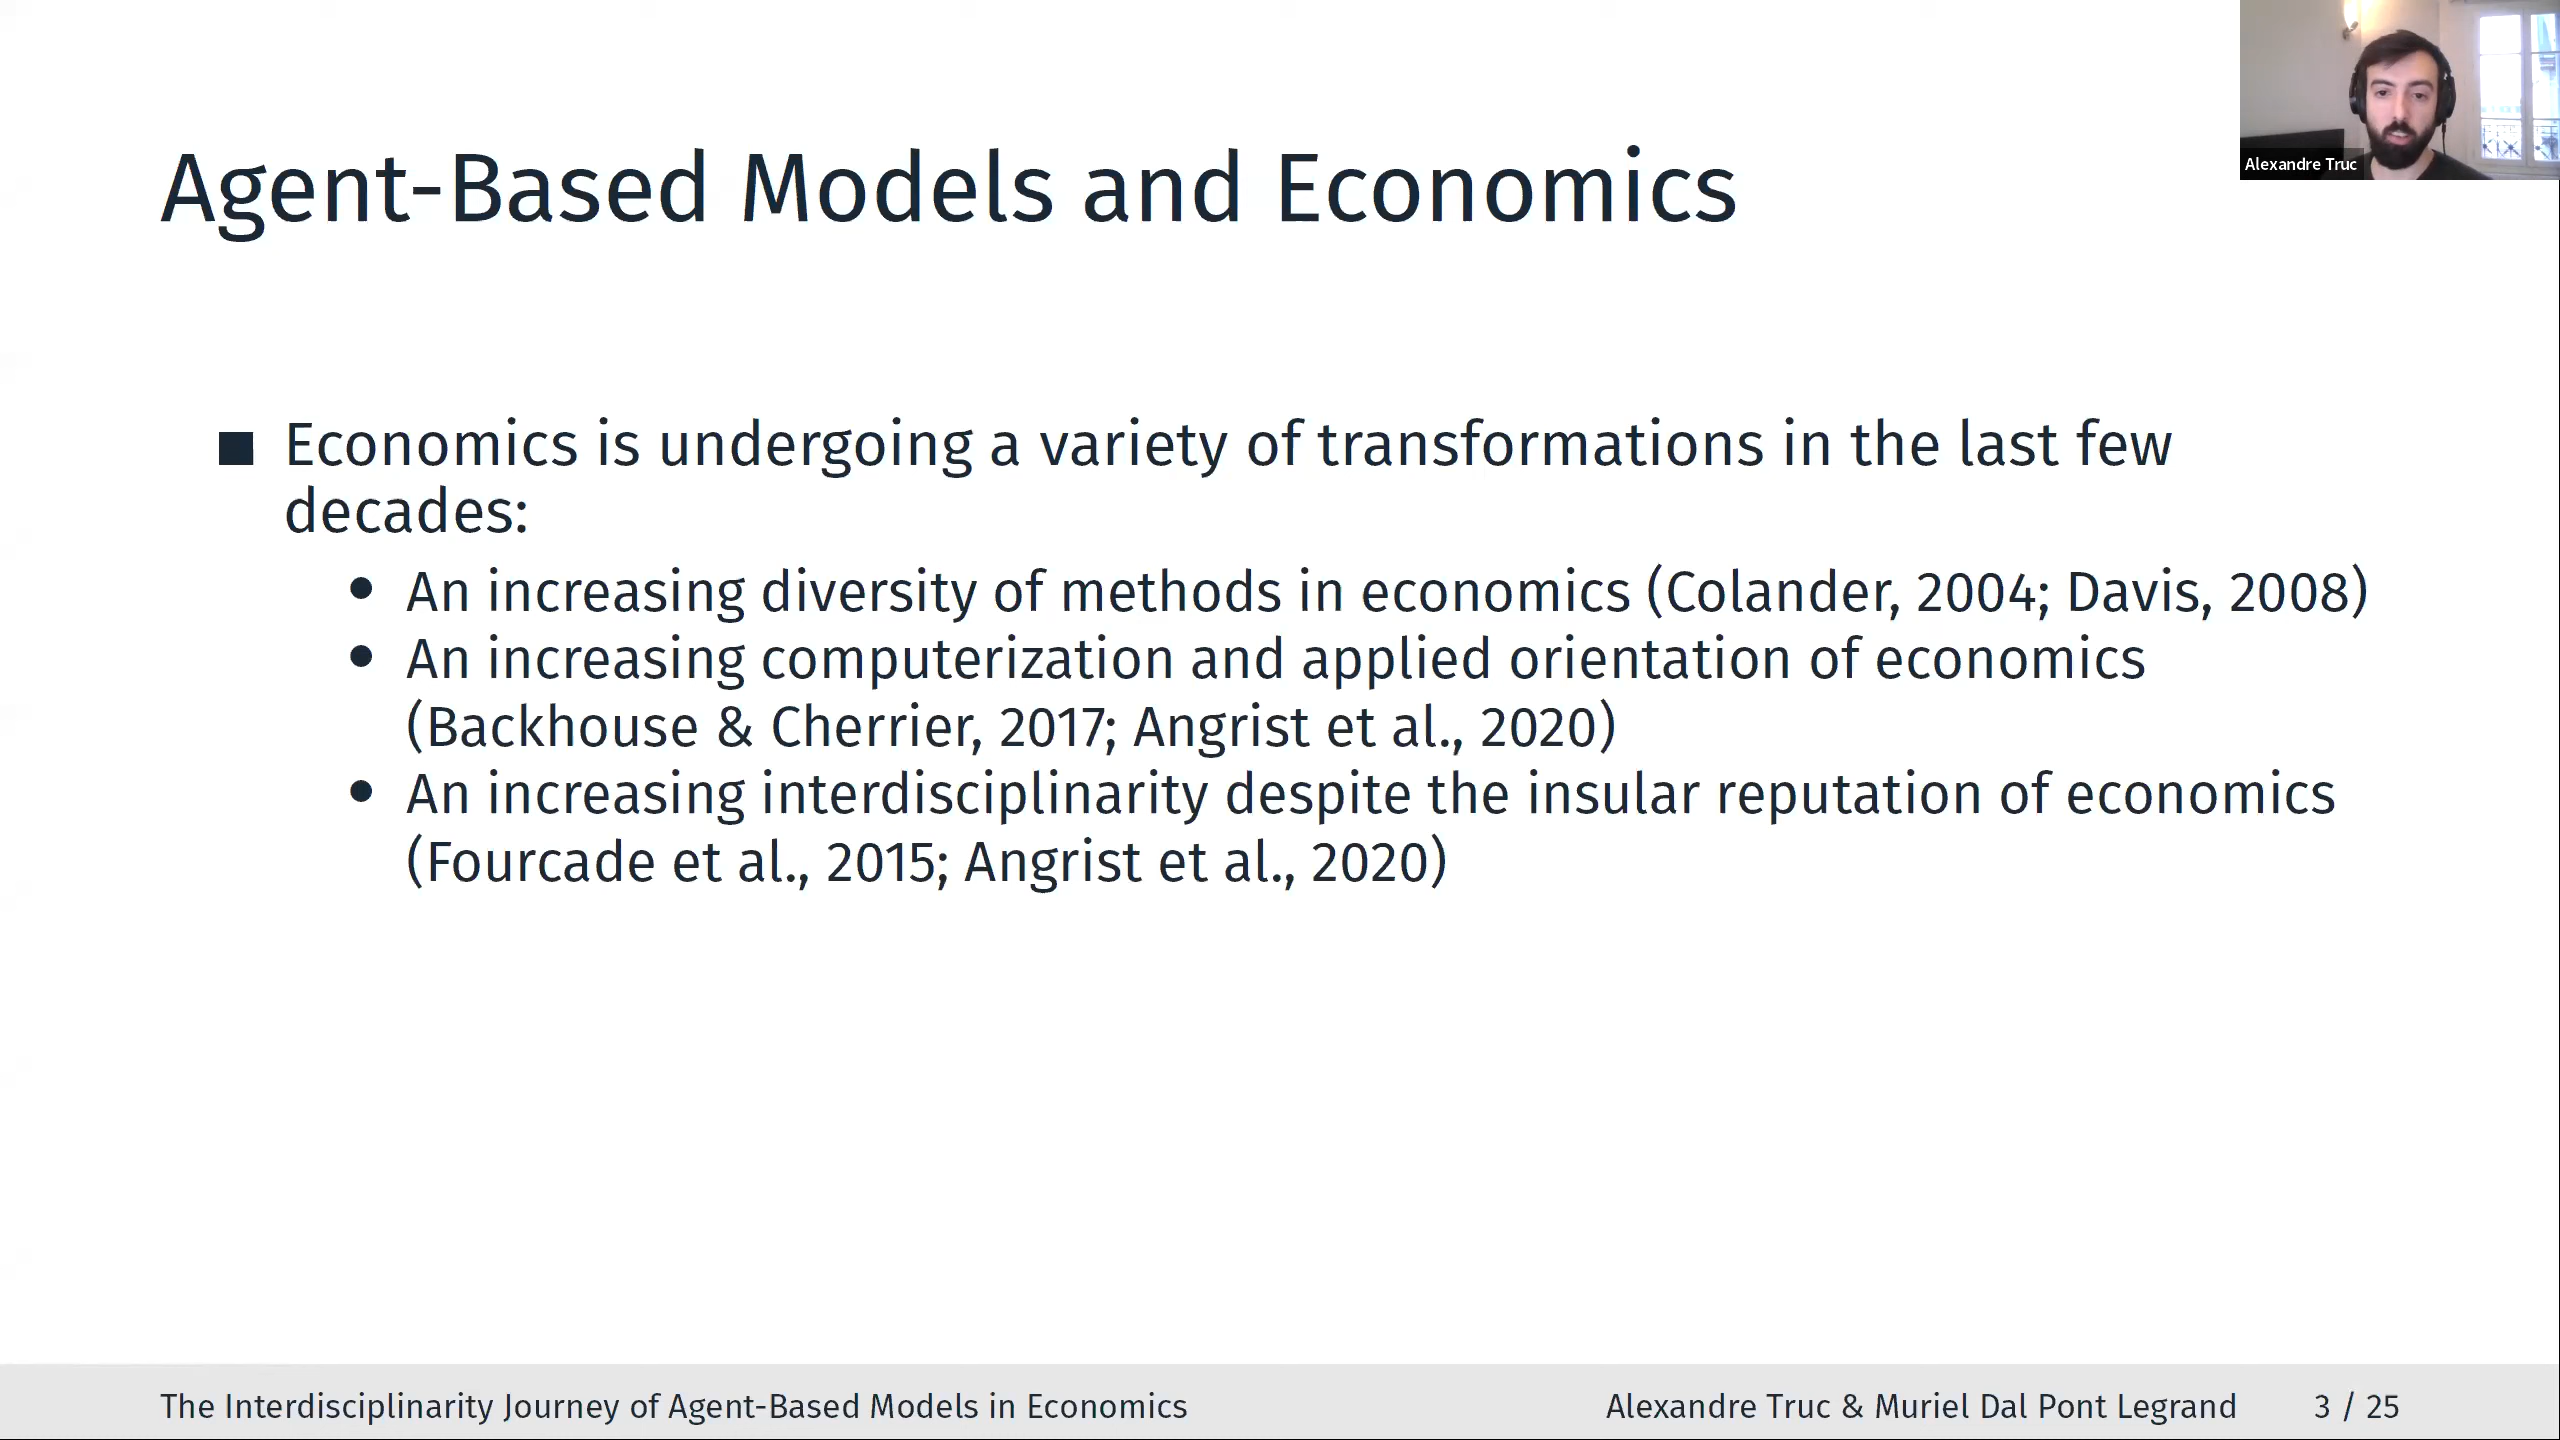 Alexandre Truc
Agent-Based Models and Economics
Economics is undergoing a variety of transformations in the last few
decades:
An increasing diversity of methods in economics (Colander, 2004; Davis, 2008)
An increasing computerization and applied orientation of economics
(Backhouse & Cherrier, 2017; Angrist et al., 2020)
An increasing interdisciplinarity despite the insular reputation of economics
(Fourcade et al., 2015; Angrist et al., 2020)
The Interdisciplinarity Journey of Agent-Based Models in Economics
Alexandre Truc & Muriel Dal Pont Legrand
3 / 25